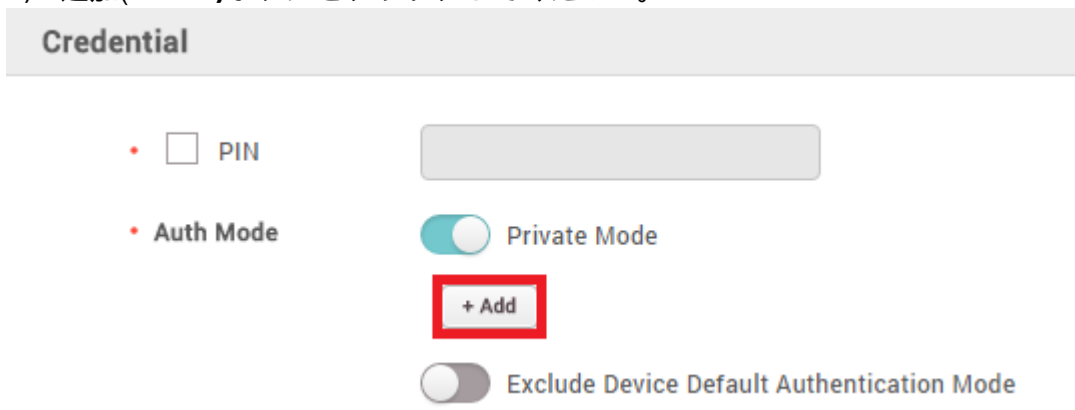 Credential
PIN
Auth Mode
Private Mode
+ Add
Exclude Device Default Authentication Mode